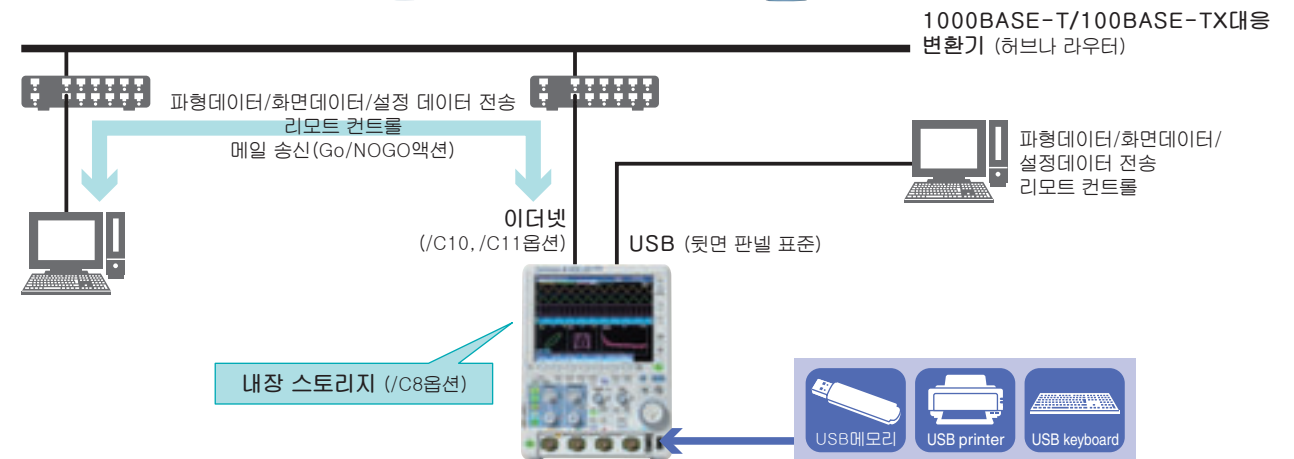 1000BASE-T/100BASE-TX대응
변환기 (허브나 라우터)
파형데이터/화면데이터/설정 데이터 전송
리모트 컨트롤
메일 송신(Go/NOGO액션)
파형데이터/화면데이터/
설정데이터 전송
리모트 컨트롤
이더넷
(/C10, /C11옵션)
USB (뒷면 판넬 표준)
내장 스토리지 (/C8옵션)
USB메모리
USB printer
USB keyboard